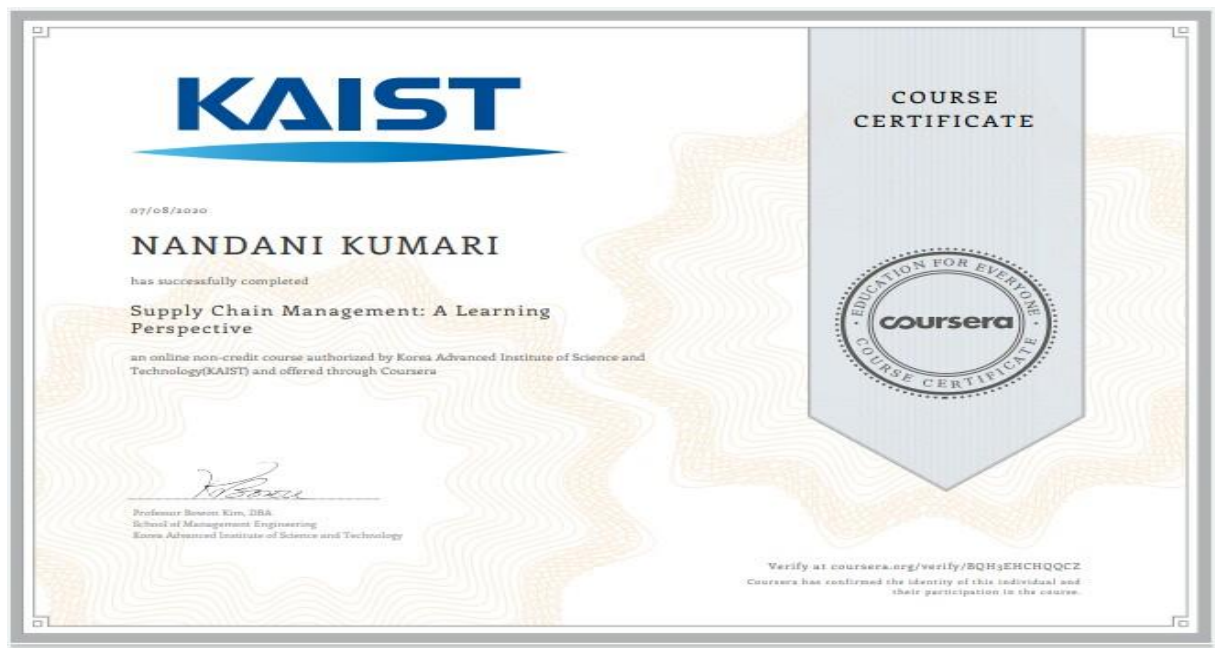 KAIST
07/08/2020
NANDANI KUMARI
has successfully completed
Supply Chain Management: A Learning
Perspective
an online non-credit course authorized by Korea Advanced Institute of Science and
Technology(KAIST) and offered through Coursera
Professor Bowon Kim, DBA
School of Management Engineering
Korea Advanced Institute of Science and Technology
COURSE
CERTIFICATE
EDUCATION FOR EVERYONE
coursera
COURSE CERTIFICATE
Verify at coursera.org/verify/BQH3EHCHQQCZ
Coursera has confirmed the identity of this individual and
their participation in the course.